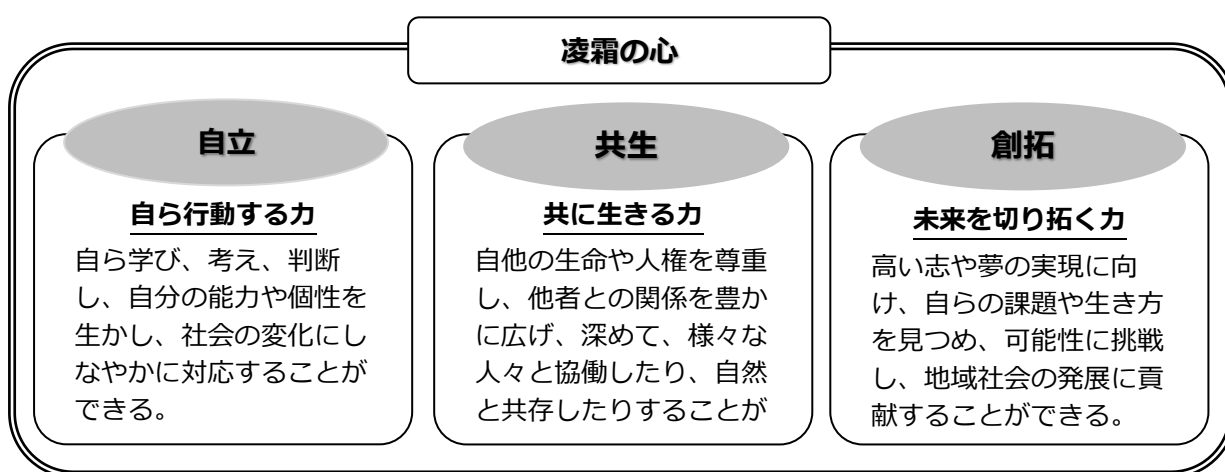 凌霜の心
自立
自ら行動する力
自ら学び、考え、判断
し、自分の能力や個性を
生かし、社会の変化にし
なやかに対応することが
できる。
共生
共に生きる力
自他の生命や人権を尊重
し、他者との関係を豊か
に広げ、深めて、様々な
人々と協働したり、自然
と共存したりすることが
創拓
未来を切り拓く力
高い志や夢の実現に向
け、自らの課題や生き方
を見つめ、可能性に挑戦
し、地域社会の発展に貢
献することができる。